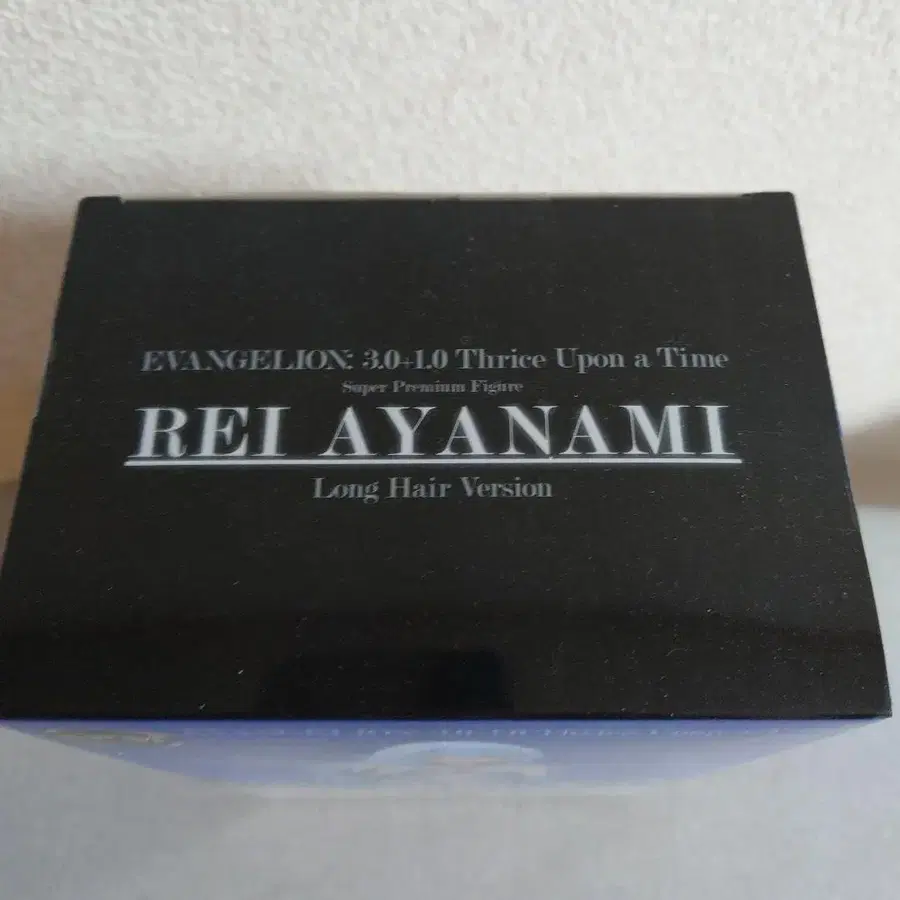 EVANGELION: 3.0+1.0 Thrice Upon a Time
Super Premium Figure
REI AYANAMI
Long Hair Version